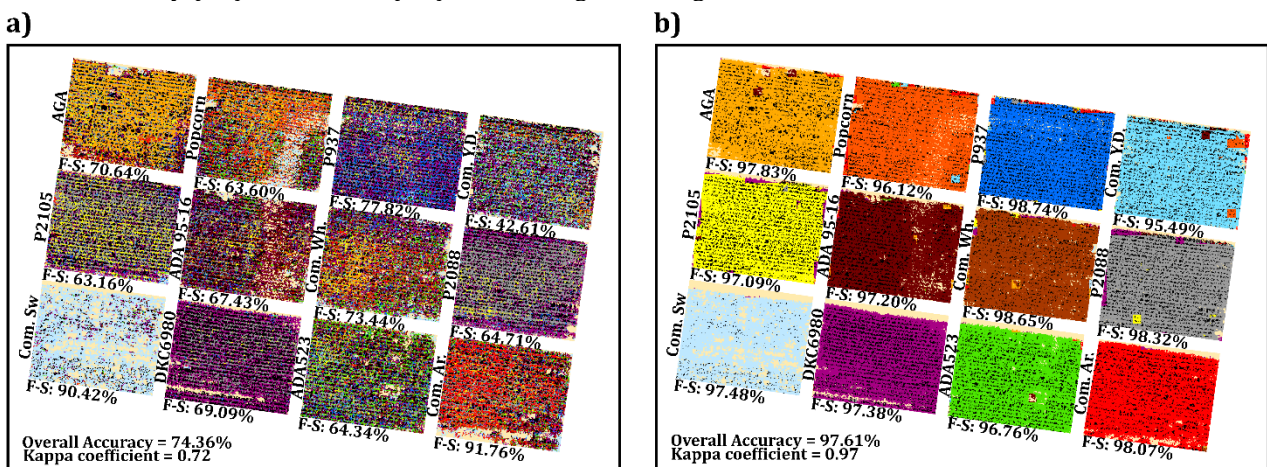 a)
AGA
Popcorn
P937
Com. Y.D.
F-S: 70.64%
F-S: 63.60%
F-S: 77.82%
F-S: 42.61%
P2105
ADA 95-16
Com. Wh.
P2088
F-S: 63.16%
F-S: 67.43%
F-S: 73.44%
F-S: 64.71%
Com. Sw
DKC6980
ADA523
Com. Ar.
F-S: 90.42%
F-S: 69.09%
F-S: 64.34%
F-S: 91.76%
Overall Accuracy = 74.36%
Kappa coefficient = 0.72
b)
AGA
Popcorn
P937
Com. Y.D.
F-S: 97.83%
F-S: 96.12%
F-S: 98.74%
F-S: 95.49%
P2105
ADA 95-16
Com. Wh.
P2088
F-S: 97.09%
F-S: 97.20%
F-S: 98.65%
F-S: 98.32%
Com. Sw
DKC6980
ADA523
Com. Ar.
F-S: 97.48%
F-S: 97.38%
F-S: 96.76%
F-S: 98.07%
Overall Accuracy = 97.61%
Kappa coefficient = 0.97